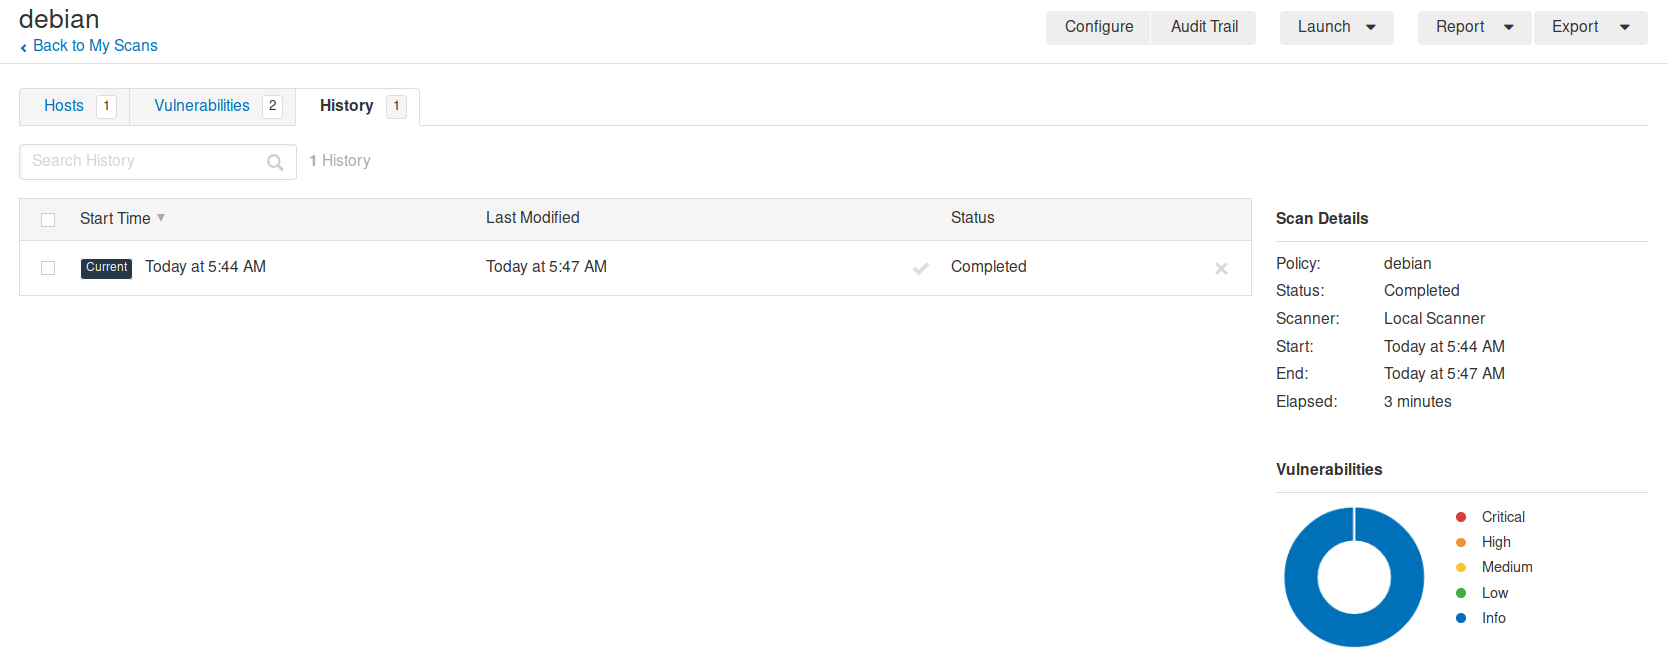 debian
Back to My Scans
Configure Audit Trail Launch Report Export
Hosts 1 Vulnerabilities 2 History 1
Search History 1 History
Start Time Last Modified Status
Current Today at 5:44 AM Today at 5:47 AM Completed
Scan Details
Policy: debian
Status: Completed
Scanner: Local Scanner
Start: Today at 5:44 AM
End: Today at 5:47 AM
Elapsed: 3 minutes
Vulnerabilities
Critical
High
Medium
Low
Info